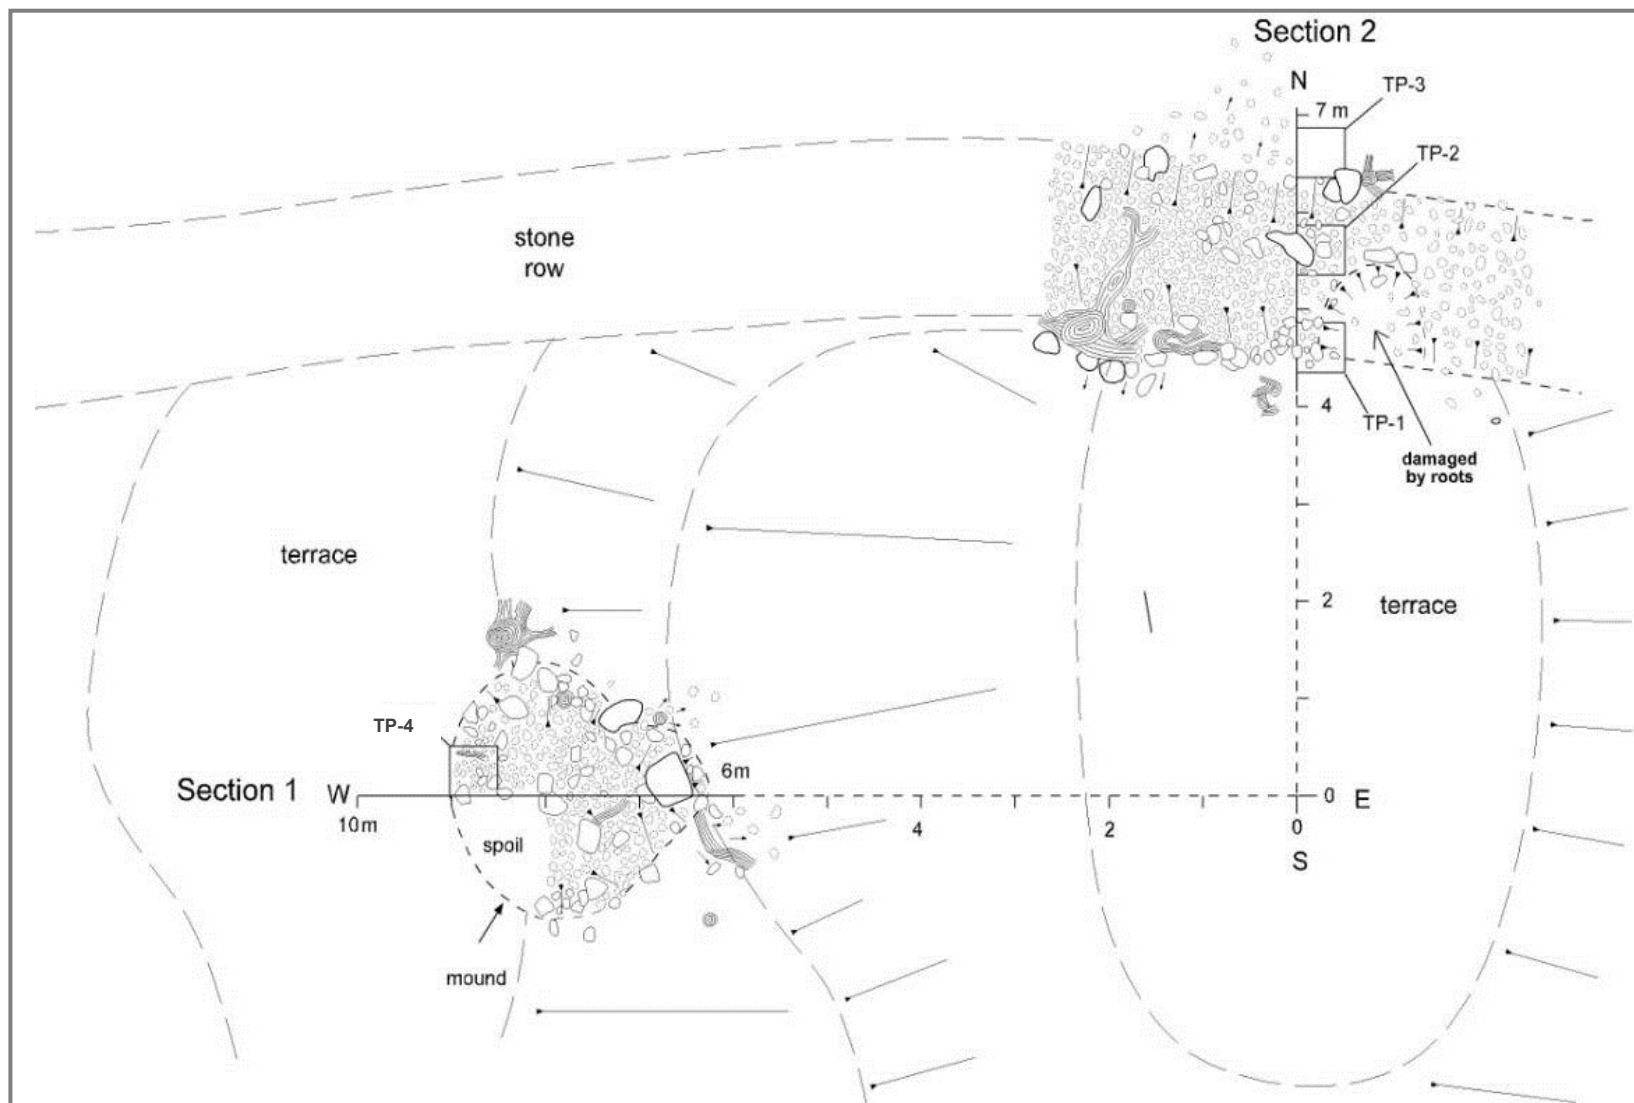 Section 2
N
7 m
TP-3
TP-2
stone
row
4
TP-1
damaged
by roots
terrace
2
terrace
TP-4
6m
Section 1
W
0
E
10m
4
2
0
spoil
S
mound